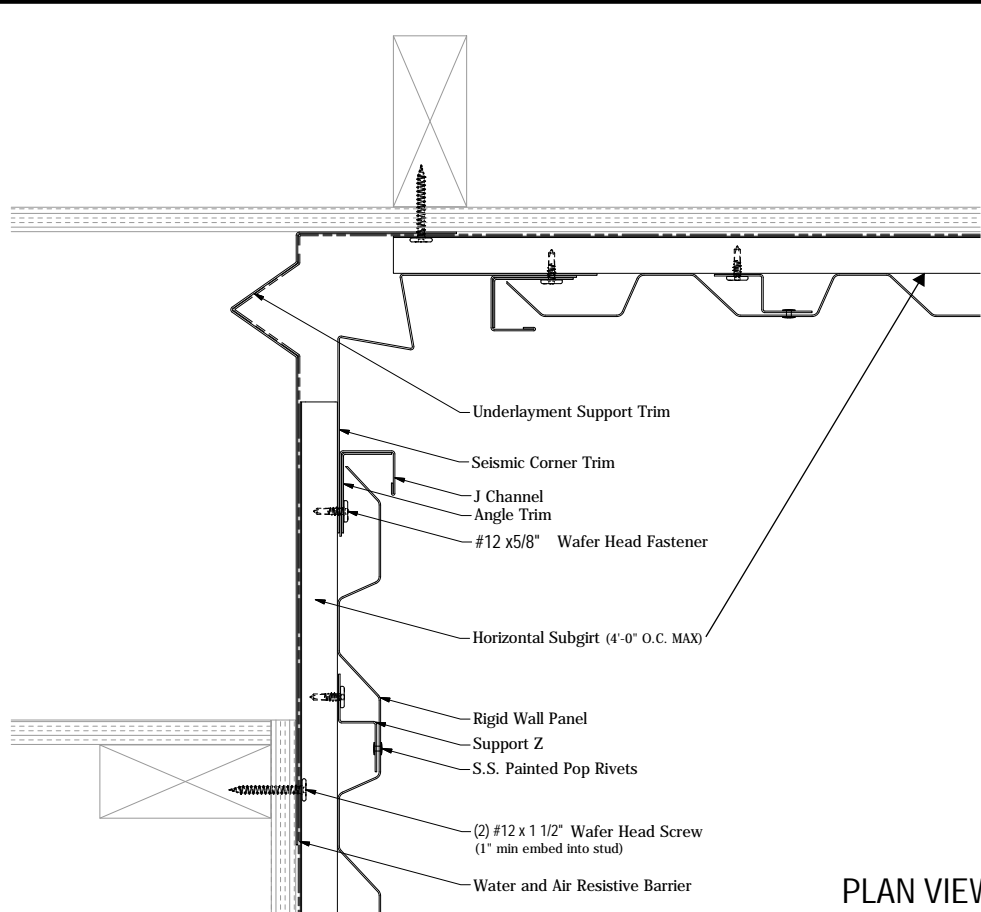 Underlayment Support Trim
Seismic Corner Trim
J Channel
Angle Trim
#12 x5/8" Wafer Head Fastener
Horizontal Subgirt (4'-0" O.C. MAX)
Rigid Wall Panel
Support Z
S.S. Painted Pop Rivets
(2) #12 x 1 1/2" Wafer Head Screw
(1" min embed into stud)
Water and Air Resistive Barrier
PLAN VIEW